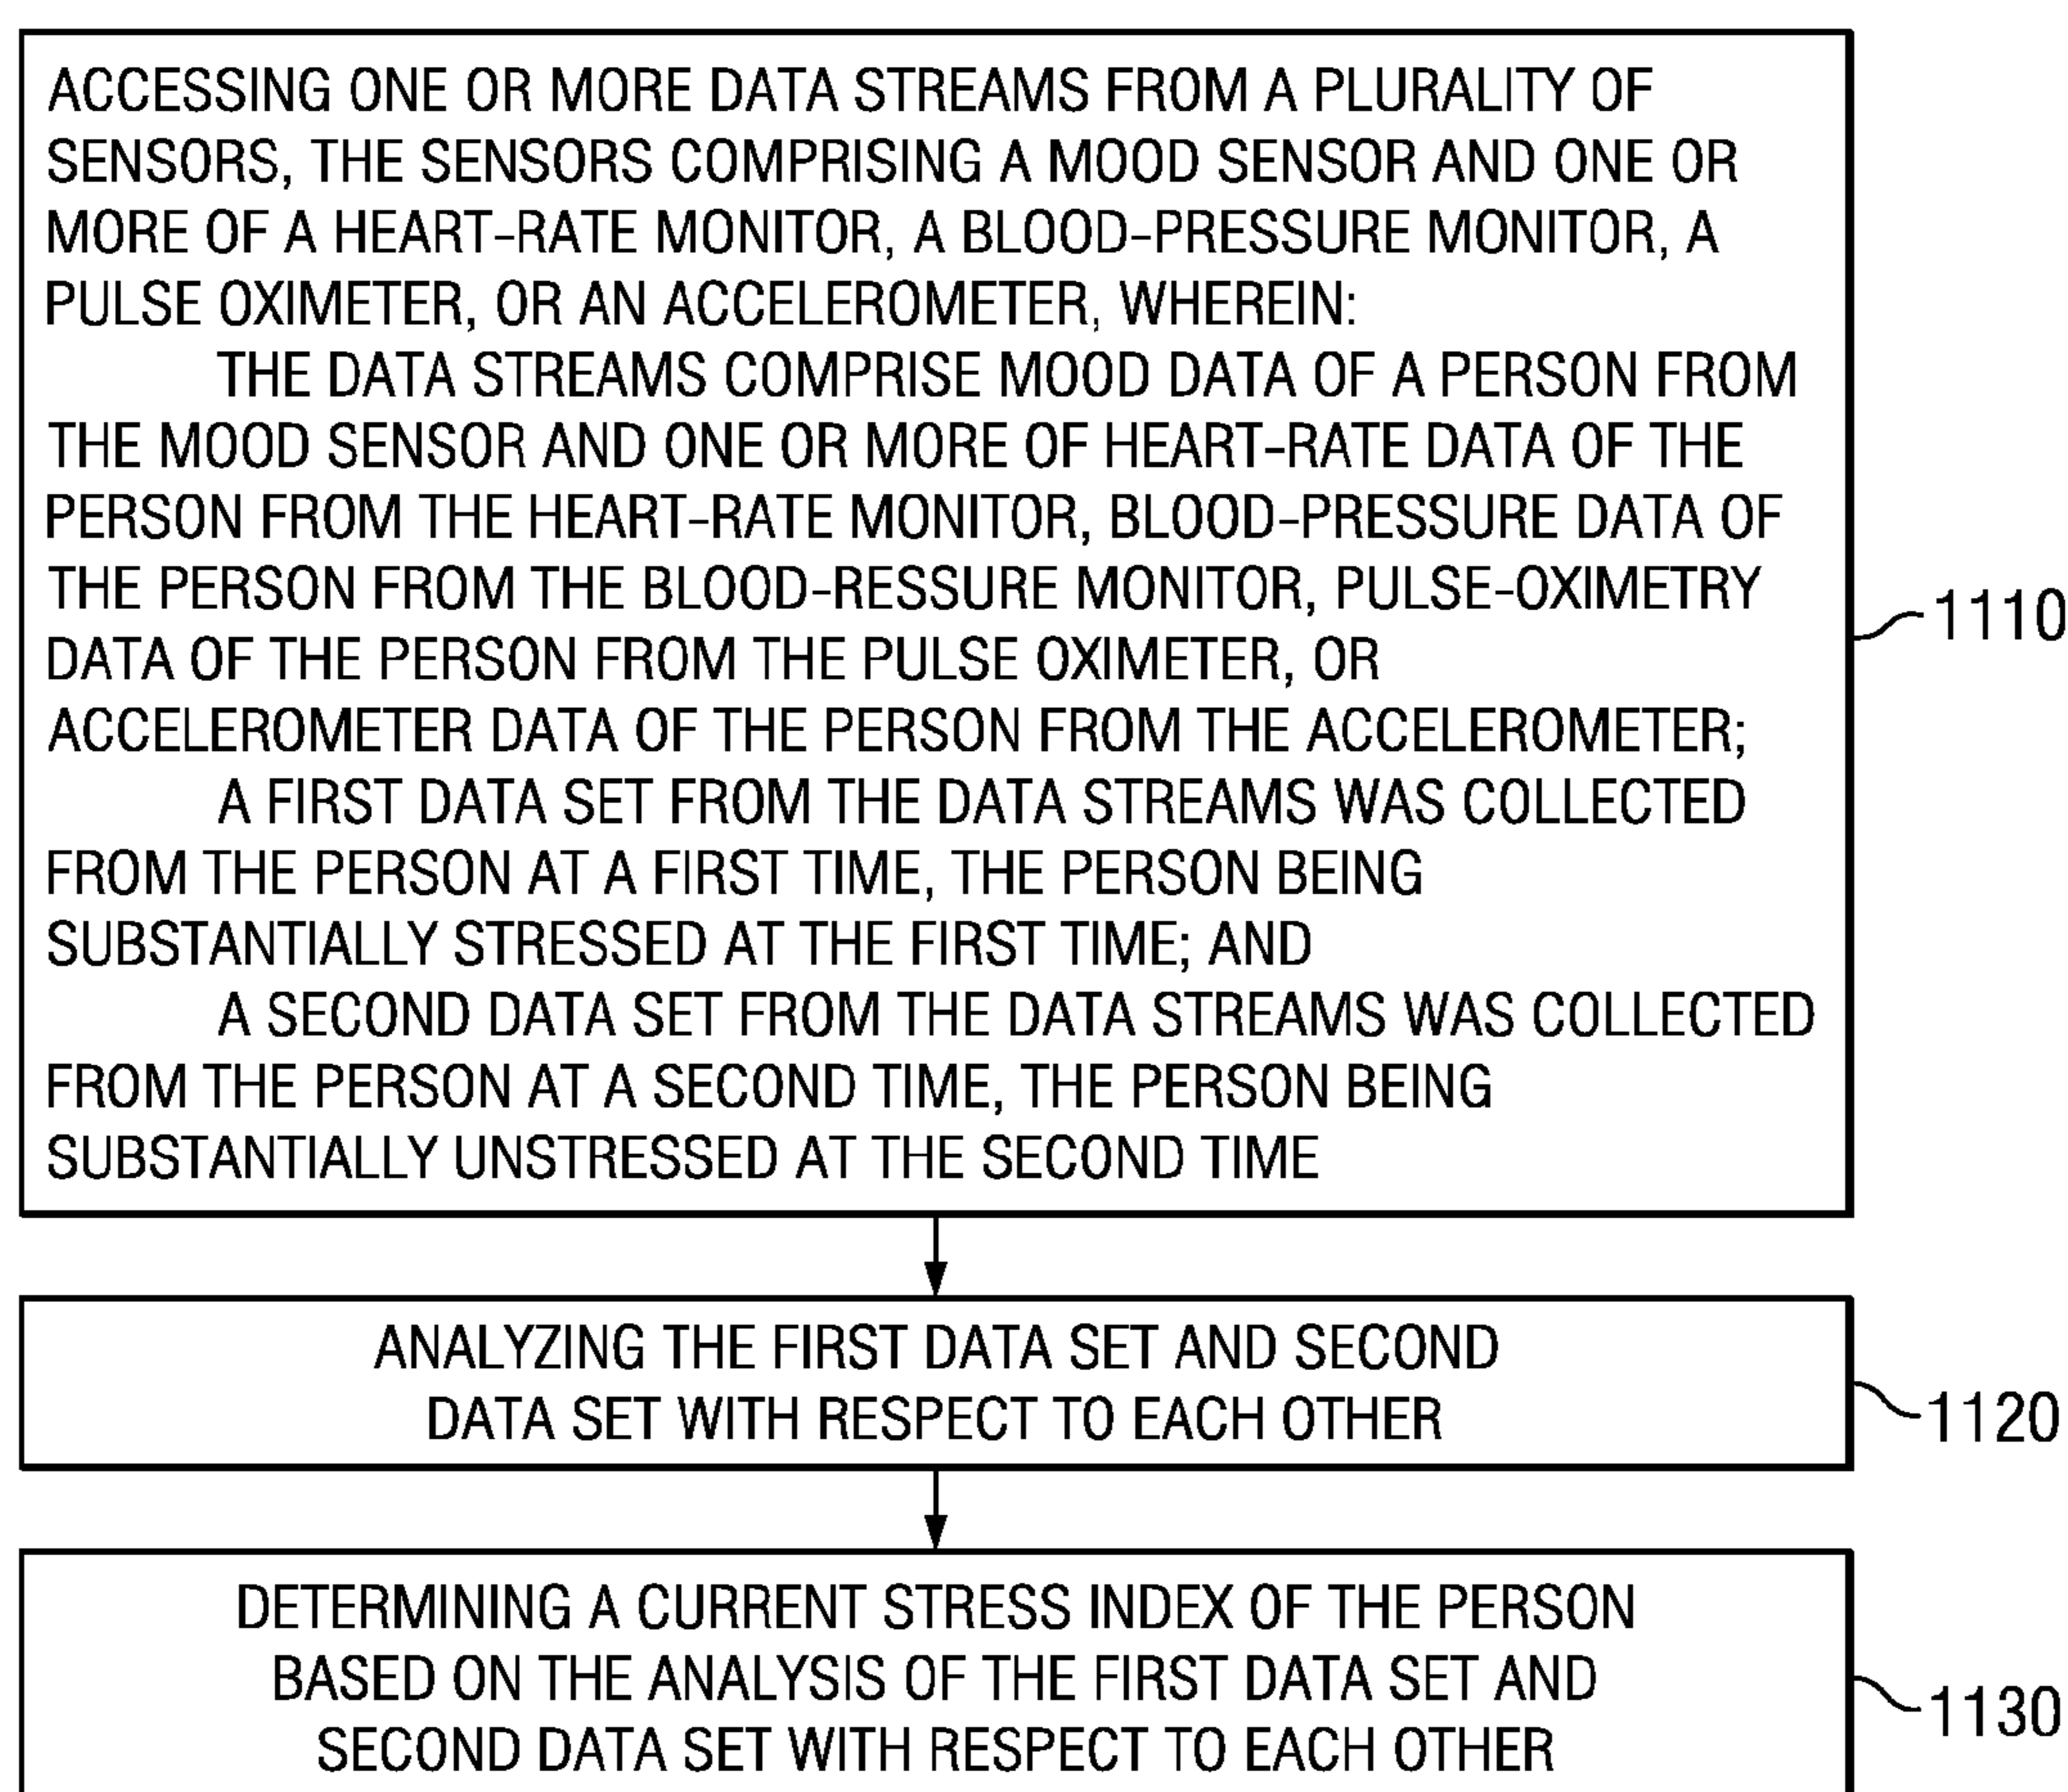 ACCESSING ONE OR MORE DATA STREAMS FROM A PLURALITY OF
SENSORS, THE SENSORS COMPRISING A MOOD SENSOR AND ONE OR
MORE OF A HEART-RATE MONITOR, A BLOOD-PRESSURE MONITOR, A
PULSE OXIMETER, OR AN ACCELEROMETER, WHEREIN:
THE DATA STREAMS COMPRISE MOOD DATA OF A PERSON FROM
THE MOOD SENSOR AND ONE OR MORE OF HEART-RATE DATA OF THE
PERSON FROM THE HEART-RATE MONITOR, BLOOD-PRESSURE DATA OF
THE PERSON FROM THE BLOOD-RESSURE MONITOR, PULSE-OXIMETRY
DATA OF THE PERSON FROM THE PULSE OXIMETER, OR
ACCELEROMETER DATA OF THE PERSON FROM THE ACCELEROMETER;
A FIRST DATA SET FROM THE DATA STREAMS WAS COLLECTED
FROM THE PERSON AT A FIRST TIME, THE PERSON BEING
SUBSTANTIALLY STRESSED AT THE FIRST TIME; AND
A SECOND DATA SET FROM THE DATA STREAMS WAS COLLECTED
FROM THE PERSON AT A SECOND TIME, THE PERSON BEING
SUBSTANTIALLY UNSTRESSED AT THE SECOND TIME
1110
ANALYZING THE FIRST DATA SET AND SECOND
DATA SET WITH RESPECT TO EACH OTHER
1120
DETERMINING A CURRENT STRESS INDEX OF THE PERSON
BASED ON THE ANALYSIS OF THE FIRST DATA SET AND
SECOND DATA SET WITH RESPECT TO EACH OTHER
1130